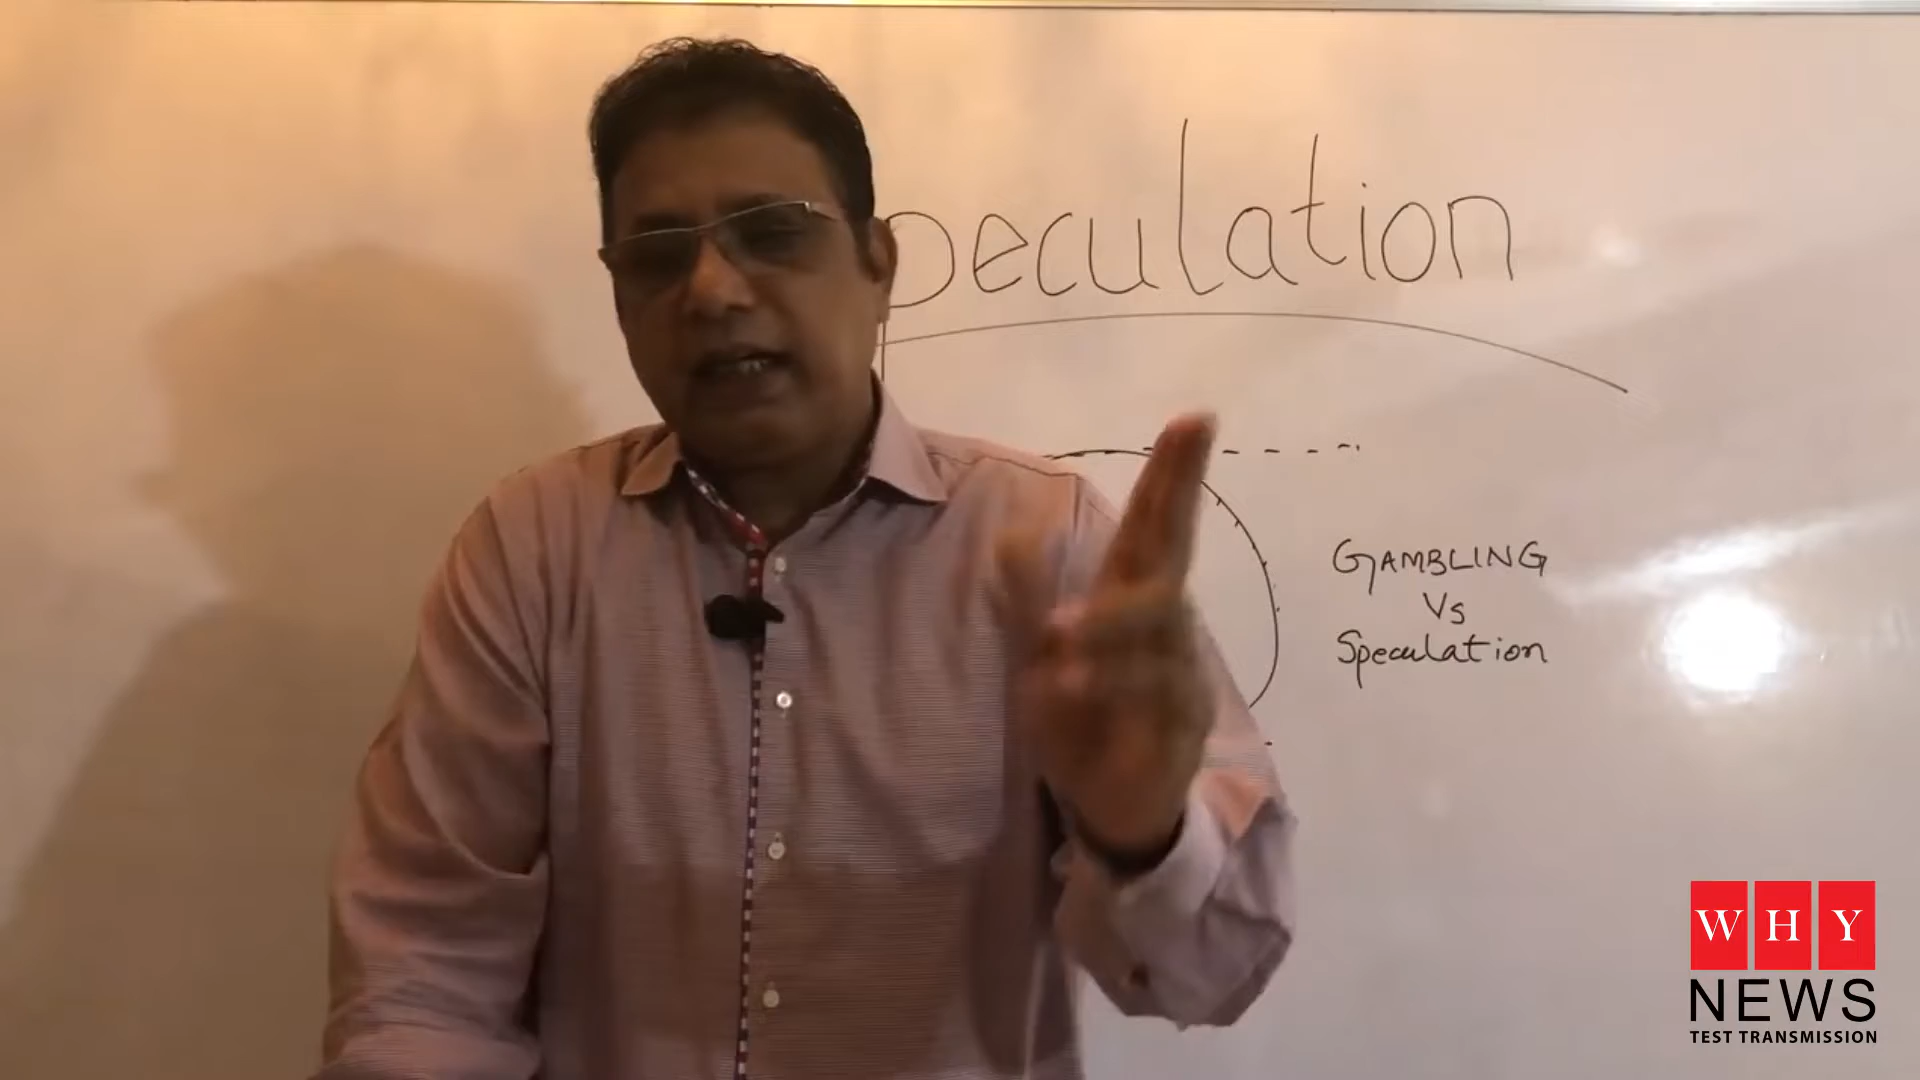 peculation
GAMBLING
Vs
Speculation
WHY
NEWS
TEST TRANSMISSION